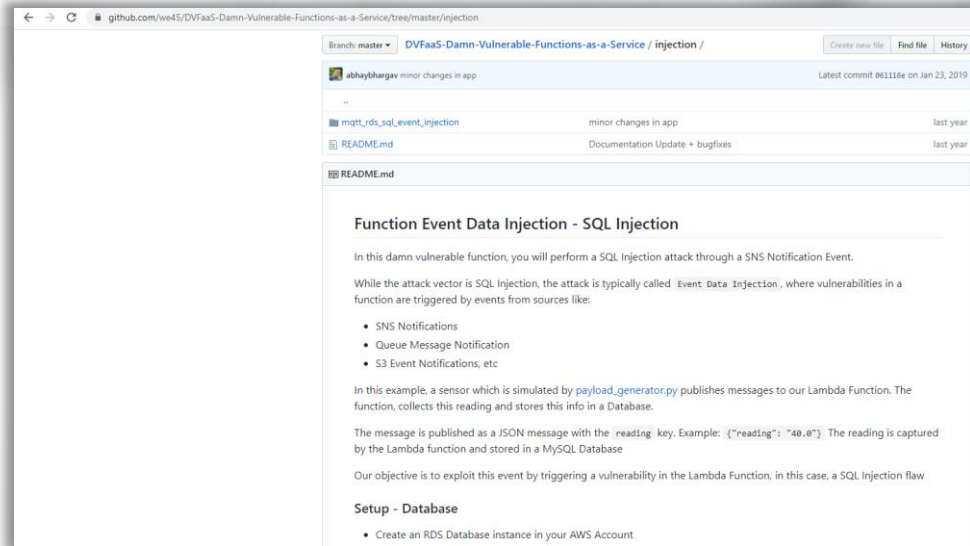 github.com/we45/DVFaaS-Damn-Vulnerable-Functions-as-a-Service/tree/master/injection
Branch: master DVFaaS-Damn-Vulnerable-Functions-as-a-Service / injection / Create new file Find file History
abhaybhargav minor changes in app Latest commit 061116e on Jan 23, 2019
..
mqtt_rds_sql_event_injection minor changes in app last year
README.md Documentation Update + bugfixes last year
README.md
Function Event Data Injection - SQL Injection
In this damn vulnerable function, you will perform a SQL Injection attack through a SNS Notification Event.
While the attack vector is SQL Injection, the attack is typically called Event Data Injection, where vulnerabilities in a
function are triggered by events from sources like:
• SNS Notifications
• Queue Message Notification
• S3 Event Notifications, etc
In this example, a sensor which is simulated by payload_generator.py publishes messages to our Lambda Function. The
function, collects this reading and stores this info in a Database.
The message is published as a JSON message with the reading key. Example: {"reading": "40.0"} The reading is captured
by the Lambda function and stored in a MySQL Database
Our objective is to exploit this event by triggering a vulnerability in the Lambda Function, in this case, a SQL Injection flaw
Setup - Database
• Create an RDS Database instance in your AWS Account